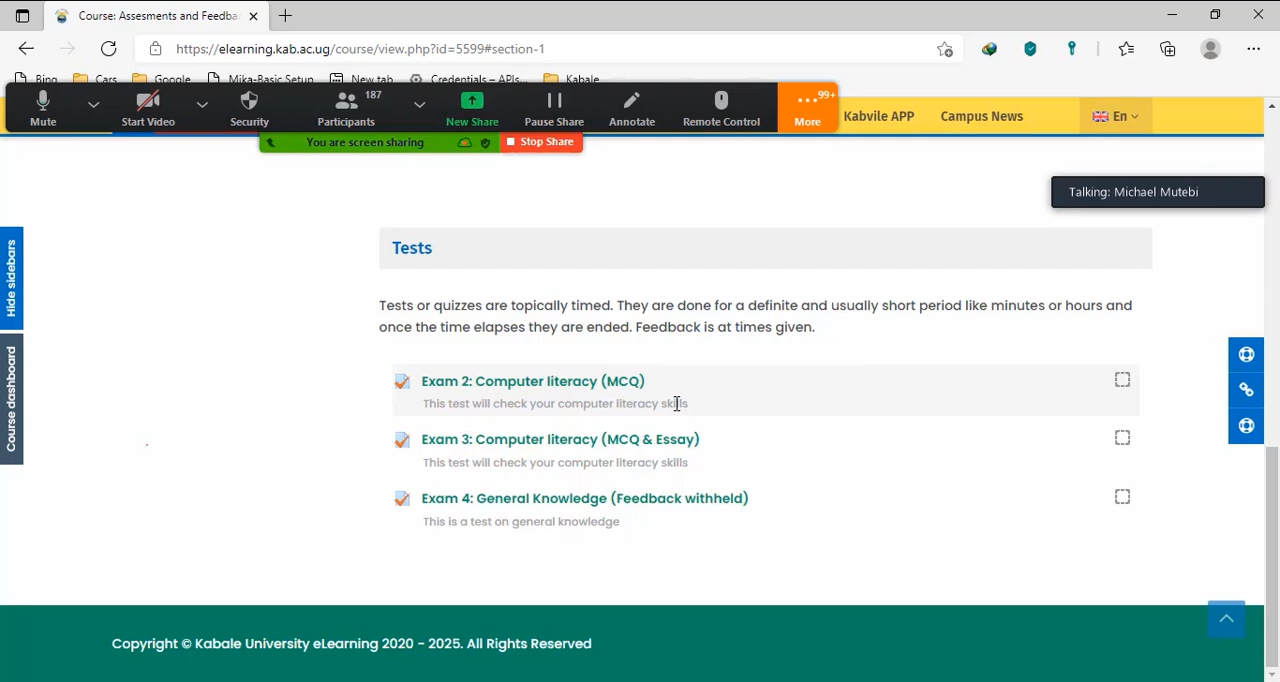 Course: Assesments and Feedba
https://elearning.kab.ac.ug/course/view.php?id=5599#section-1
Bing
Cars
Google
Mika-Basic Setup
New tab
Credentials – APIs...
Kabale
187
99+
Mute
Start Video
Security
Participants
New Share
Pause Share
Annotate
Remote Control
More
Kabvile APP
Campus News
En
You are screen sharing
Stop Share
Talking: Michael Mutebi
Hide sidebars
Course dashboard
Tests
Tests or quizzes are topically timed. They are done for a definite and usually short period like minutes or hours and
once the time elapses they are ended. Feedback is at times given.
Exam 2: Computer literacy (MCQ)
This test will check your computer literacy skills
Exam 3: Computer literacy (MCQ & Essay)
This test will check your computer literacy skills
Exam 4: General Knowledge (Feedback withheld)
This is a test on general knowledge
Copyright © Kabale University eLearning 2020 - 2025. All Rights Reserved